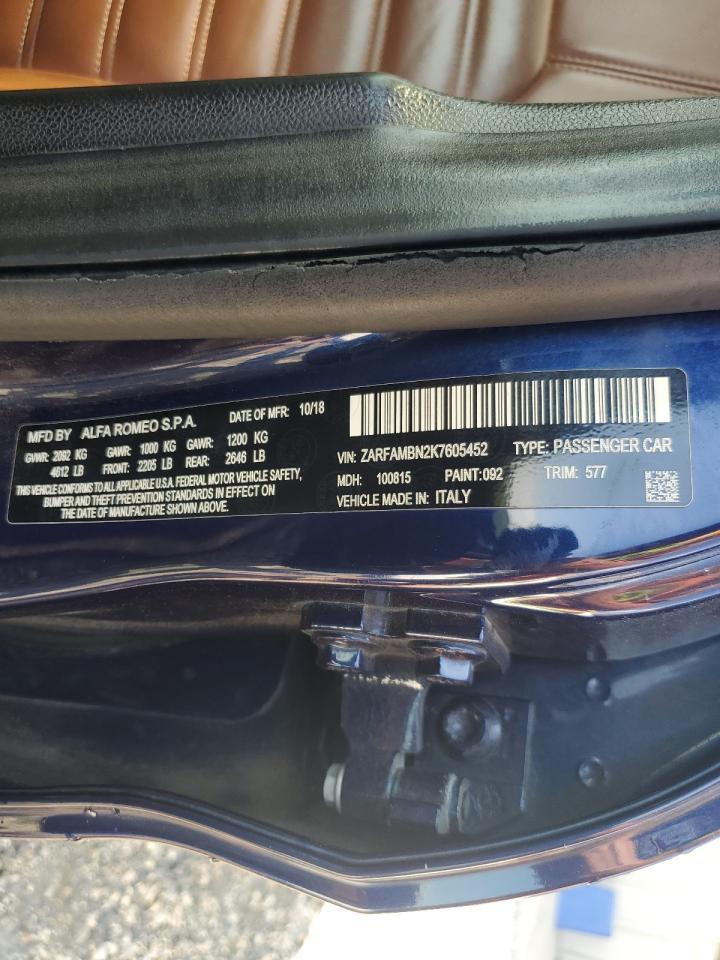 MFD BY ALFA ROMEO S.P.A. DATE OF MFR: 10/18
GVWR: 2092 KG GAWR: 1000 KG GAWR: 1200 KG
4612 LB FRONT: 2205 LB REAR: 2646 LB
THIS VEHICLE CONFORMS TO ALL APPLICABLE U.S.A. FEDERAL MOTOR VEHICLE SAFETY,
BUMPER AND THEFT PREVENTION STANDARDS IN EFFECT ON
THE DATE OF MANUFACTURE SHOWN ABOVE.
VIN: ZARFAMBN2K7605452 TYPE: PASSENGER CAR
MDH: 100815 PAINT:092 TRIM: 577
VEHICLE MADE IN: ITALY